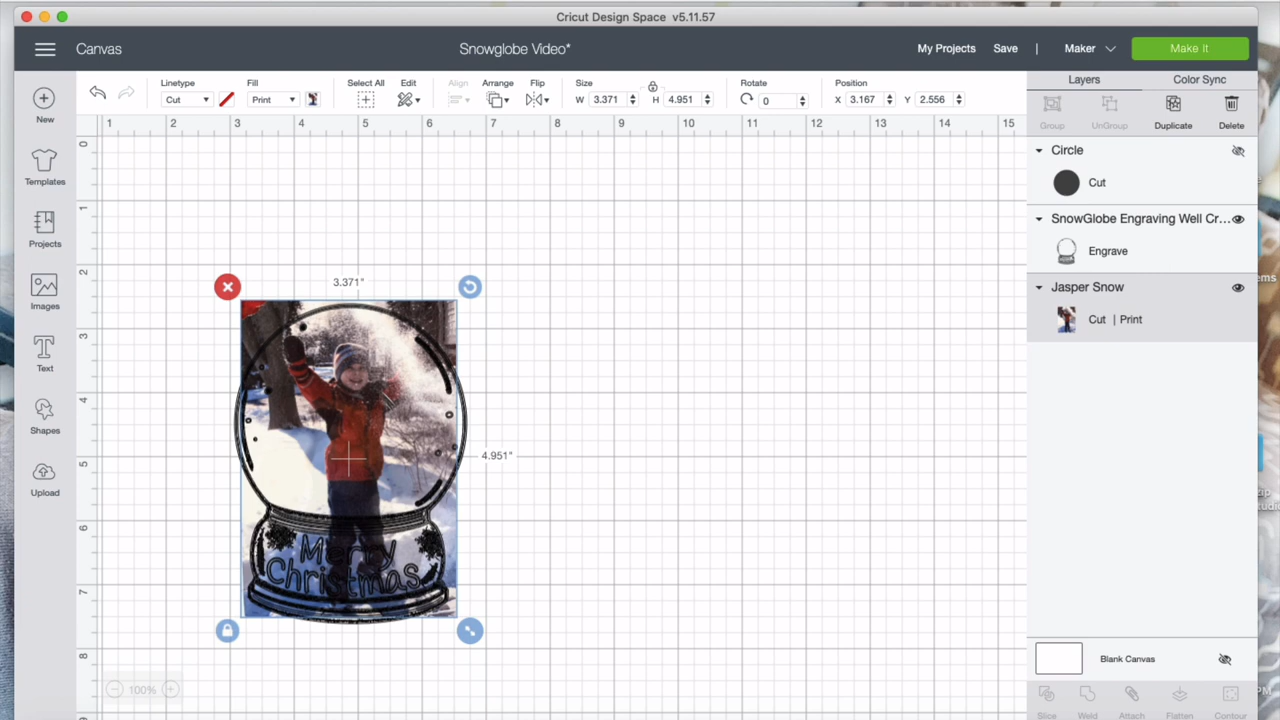 Cricut Design Space v5.11.57
Canvas
Snowglobe Video*
My Projects Save | Maker Make It
Linetype Fill Select All Edit Align Arrange Flip Size Rotate Position
Cut Print W 3.371 H 4.951 0 X 3.167 Y 2.556
Layers Color Sync
Group UnGroup Duplicate Delete
1 2 3 4 5 6 7 8 9 10 11 12 13 14 15
New
Templates
Projects
Images
Text
Shapes
Upload
0
1
2
3
4
5
6
7
8
9
3.371"
4.951"
Merry
Christmas
100%
Circle
Cut
SnowGlobe Engraving Well Cr...
Engrave
Jasper Snow
Cut | Print
Blank Canvas
Slice Weld Attach Flatten Contour